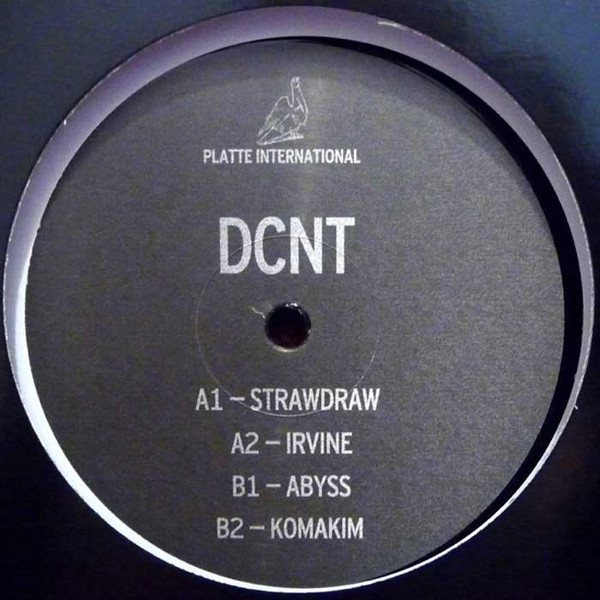 PLATTE INTERNATIONAL
DCNT
A1 – STRAWDRAW
A2 – IRVINE
B1 – ABYSS
B2 – KOMAKIM